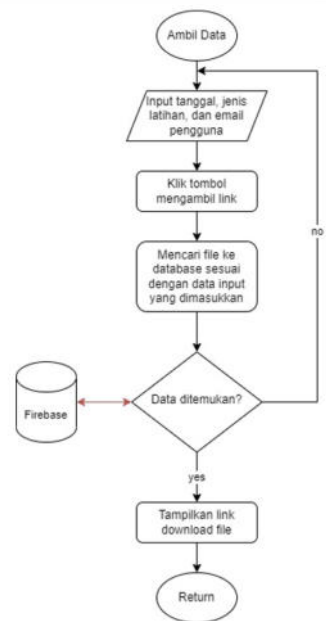 Ambil Data
Input tanggal, jenis
latihan, dan email
pengguna
Klik tombol
mengambil link
no
Mencari file ke
database sesuai
dengan data input
yang dimasukkan
Data ditemukan?
Firebase
yes
Tampilkan link
download file
Return